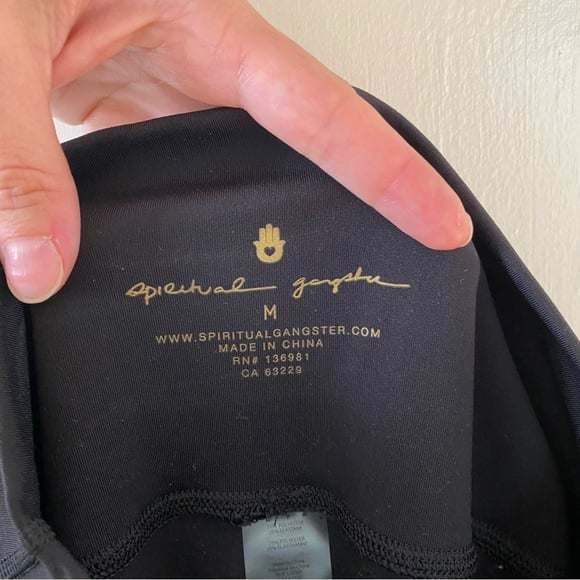 spiritual gangster
M
WWW.SPIRITUALGANGSTER.COM
MADE IN CHINA
RN# 136981
CA 63229